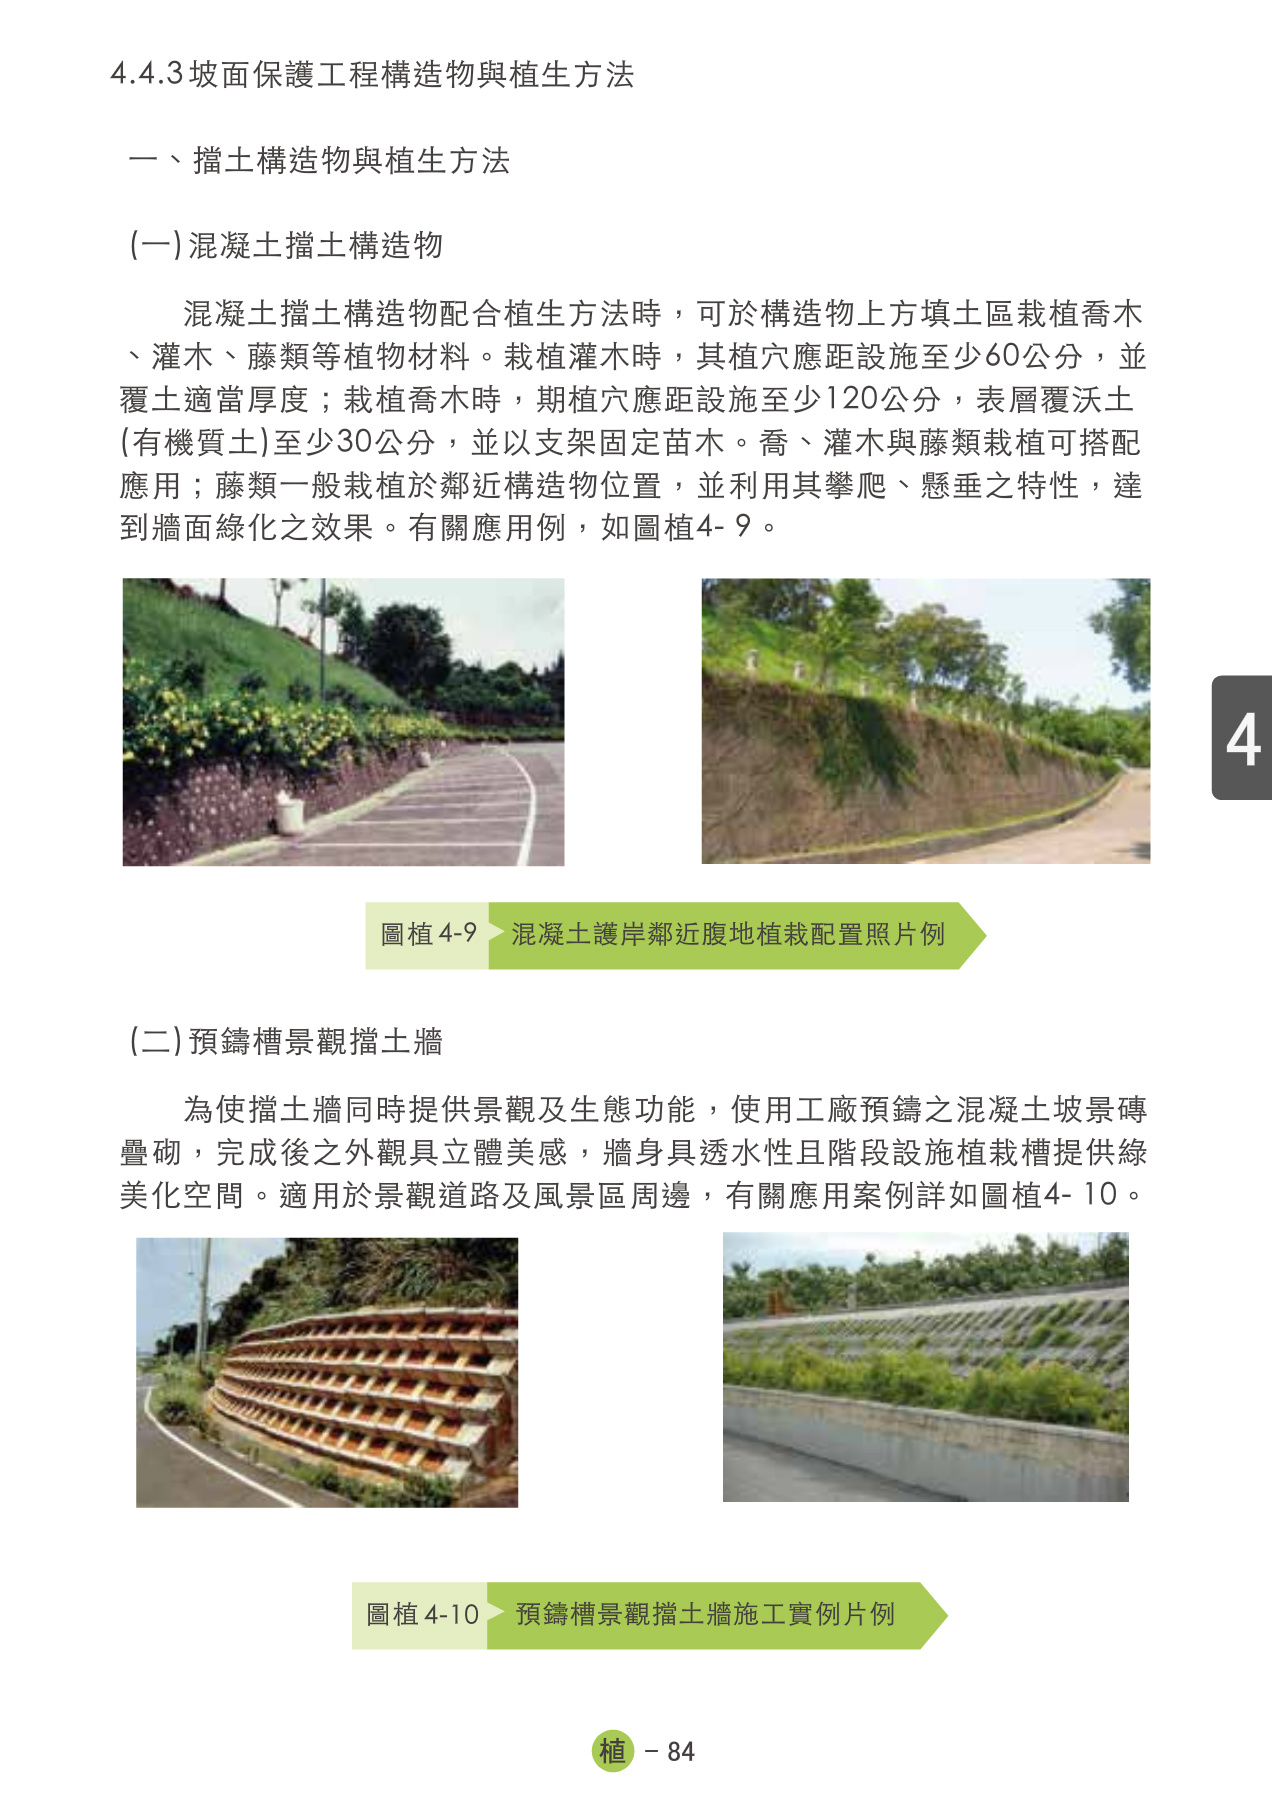 4.4.3坡面保護工程構造物與植生方法
一、擋土構造物與植生方法
(一)混凝土擋土構造物
混凝土擋土構造物配合植生方法時，可於構造物上方填土區栽植喬木
、灌木、藤類等植物材料。栽植灌木時，其植穴應距設施至少60公分，並
覆土適當厚度；栽植喬木時，期植穴應距設施至少120公分，表層覆沃土
(有機質土)至少30公分，並以支架固定苗木。喬、灌木與藤類栽植可搭配
應用；藤類一般栽植於鄰近構造物位置，並利用其攀爬、懸垂之特性，達
到牆面綠化之效果。有關應用例，如圖植4- 9。
4
圖植4-9 混凝土護岸鄰近腹地植栽配置照片例
(二)預鑄槽景觀擋土牆
為使擋土牆同時提供景觀及生態功能，使用工廠預鑄之混凝土坡景磚
疊砌，完成後之外觀具立體美感，牆身具透水性且階段設施植栽槽提供綠
美化空間。適用於景觀道路及風景區周邊，有關應用案例詳如圖植4- 10。
圖植4-10 預鑄槽景觀擋土牆施工實例片例
植 – 84